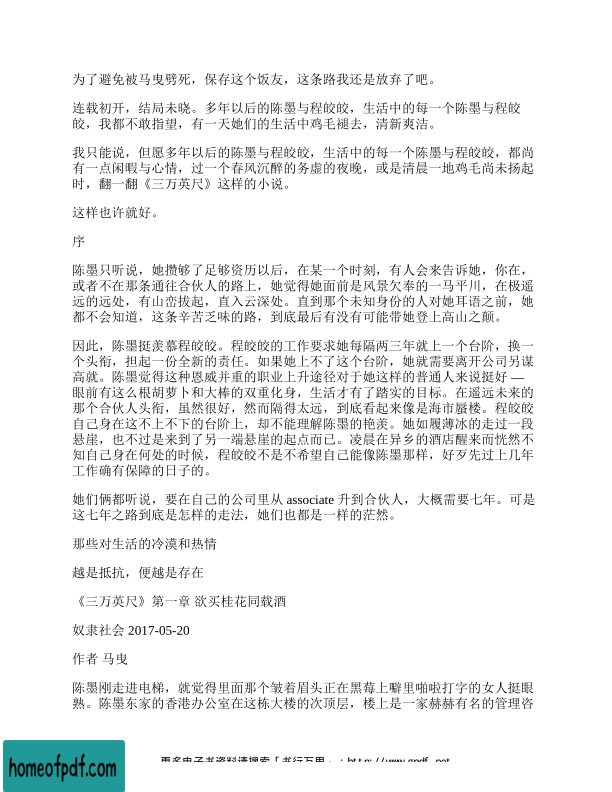 为了避免被马曳劈死，保存这个饭友，这条路我还是放弃了吧。
连载初开，结局未晓。多年以后的陈墨与程皎皎，生活中的每一个陈墨与程皎
皎，我都不敢指望，有一天她们的生活中鸡毛褪去，清新爽洁。
我只能说，但愿多年以后的陈墨与程皎皎，生活中的每一个陈墨与程皎皎，都尚
有一点闲暇与心情，过一个春风沉醉的务虚的夜晚，或是清晨一地鸡毛尚未扬起
时，翻一翻《三万英尺》这样的小说。
这样也许就好。
序
陈墨只听说，她攒够了足够资历以后，在某一个时刻，有人会来告诉她，你在，
或者不在那条通往合伙人的路上，她觉得她面前是风景欠奉的一马平川，在极遥
远的远处，有山峦拔起，直入云深处。直到那个未知身份的人对她耳语之前，她
都不会知道，这条辛苦乏味的路，到底最后有没有可能带她登上高山之颠。
因此，陈墨挺羡慕程皎皎。程皎皎的工作要求她每隔两三年就上一个台阶，换一
个头衔，担起一份全新的责任。如果她上不了这个台阶，她就需要离开公司另谋
高就。陈墨觉得这种恩威并重的职业上升途径对于她这样的普通人来说挺好 —
眼前有这么根胡萝卜和大棒的双重化身，生活才有了踏实的目标。在遥远未来的
那个合伙人头衔，虽然很好，然而隔得太远，到底看起来像是海市蜃楼。程皎皎
自己身在这不上不下的台阶上，却不能理解陈墨的艳羡。她如履薄冰的走过一段
悬崖，也不过是来到了另一端悬崖的起点而已。凌晨在异乡的酒店醒来而恍然不
知自己身在何处的时候，程皎皎不是不希望自己能像陈墨那样，好歹先过上几年
工作确有保障的日子的。
她们俩都听说，要在自己的公司里从 associate 升到合伙人，大概需要七年。可是
这七年之路到底是怎样的走法，她们也都是一样的茫然。
那些对生活的冷漠和热情
越是抵抗，便越是存在
《三万英尺》第一章 欲买桂花同载酒
奴隶社会 2017-05-20
作者 马曳
陈墨刚走进电梯，就觉得里面那个皱着眉头正在黑莓上噼里啪啦打字的女人挺眼
熟。陈墨东家的香港办公室在这栋大楼的次顶层，楼上是一家赫赫有名的管理咨
homeofpdf.com